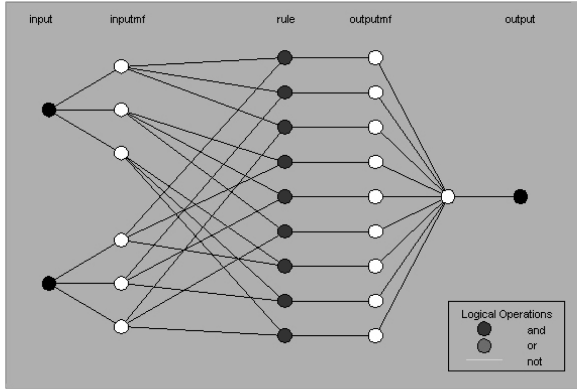 input inputmf rule outputmf output
Logical Operations
and
or
not